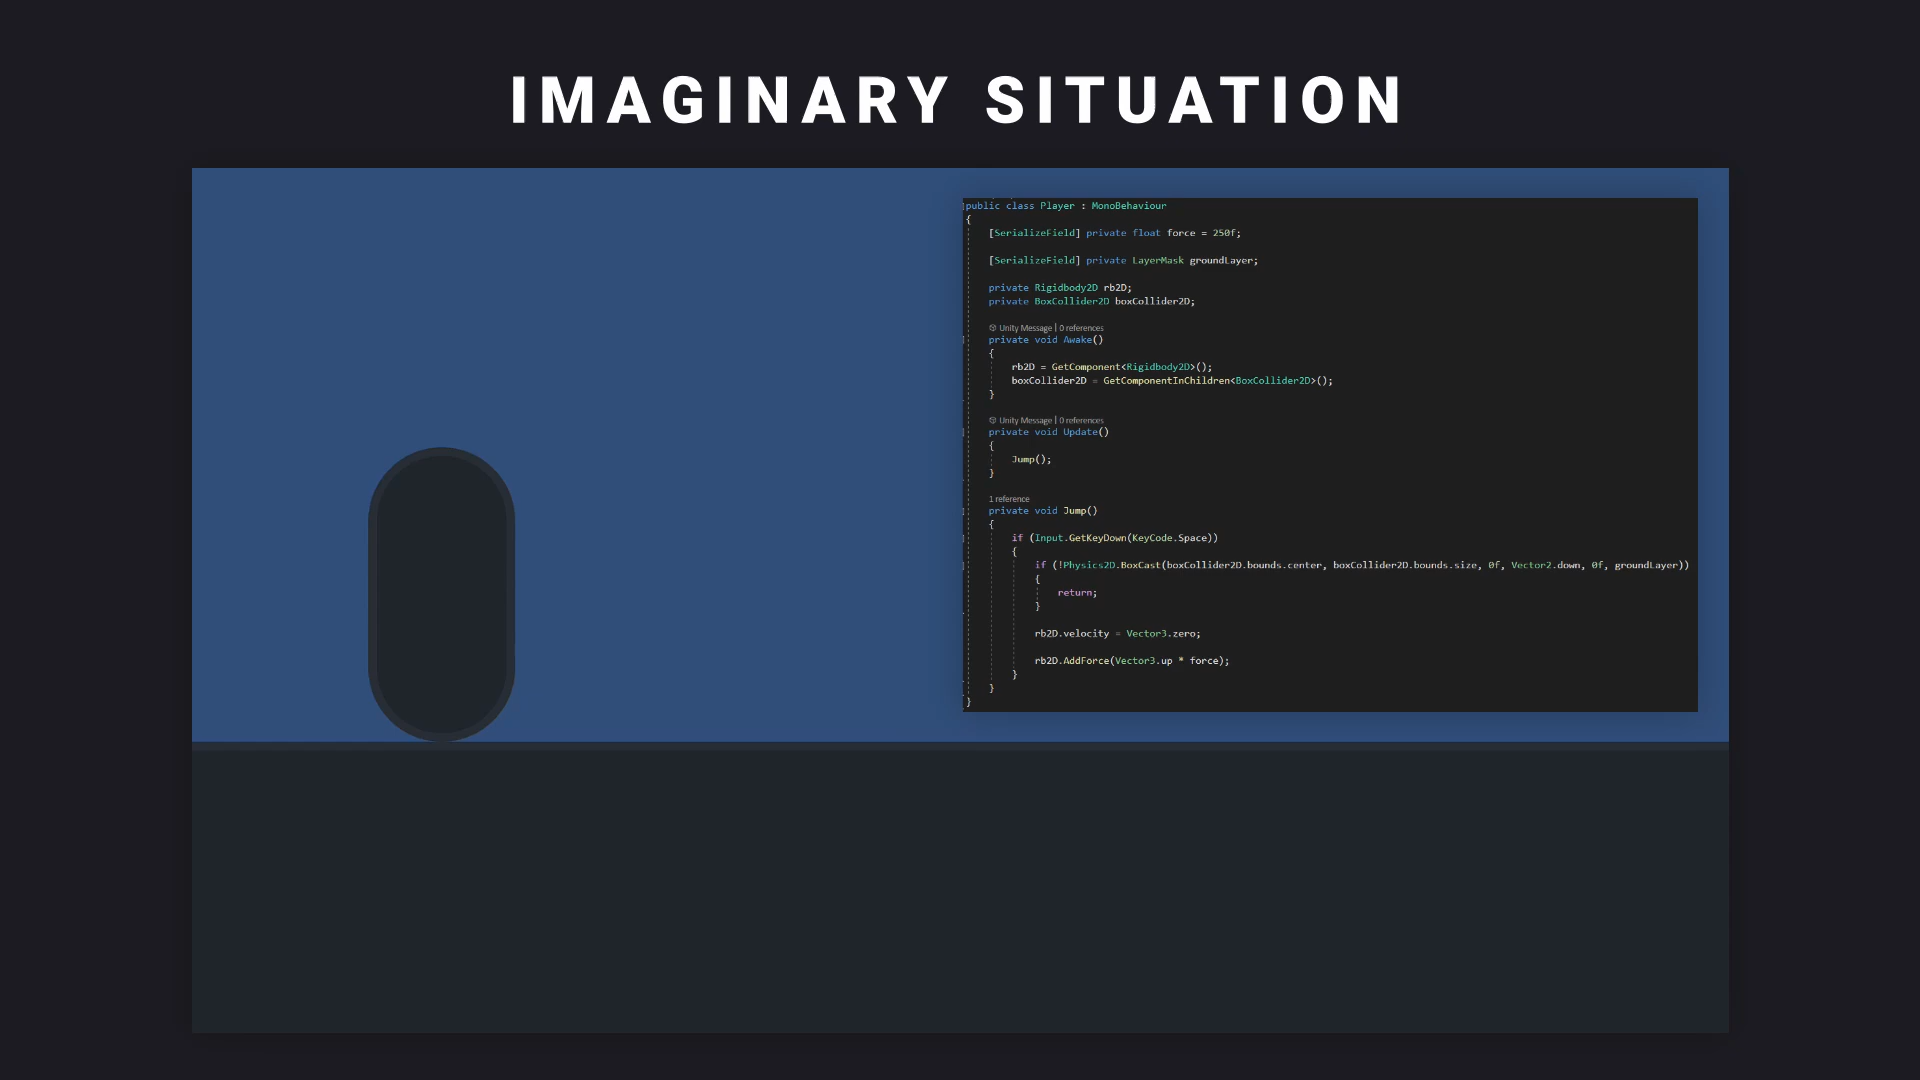 IMAGINARY SITUATION
public class Player : MonoBehaviour
{
[SerializeField] private float force = 250f;
[SerializeField] private LayerMask groundLayer;
private Rigidbody2D rb2D;
private BoxCollider2D boxCollider2D;
Unity Message | 0 references
private void Awake()
{
rb2D = GetComponent<Rigidbody2D>();
boxCollider2D = GetComponentInChildren<BoxCollider2D>();
}
Unity Message | 0 references
private void Update()
{
Jump();
}
1 reference
private void Jump()
{
if (Input.GetKeyDown(KeyCode.Space))
{
if (!Physics2D.BoxCast(boxCollider2D.bounds.center, boxCollider2D.bounds.size, 0f, Vector2.down, 0f, groundLayer))
{
return;
}
rb2D.velocity = Vector3.zero;
rb2D.AddForce(Vector3.up * force);
}
}
}